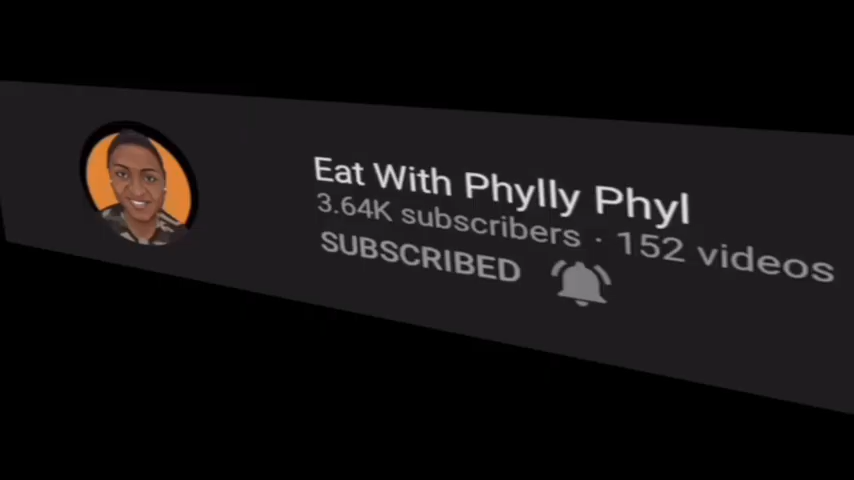 Eat With Phylly Phyl
3.64K subscribers · 152 videos
SUBSCRIBED